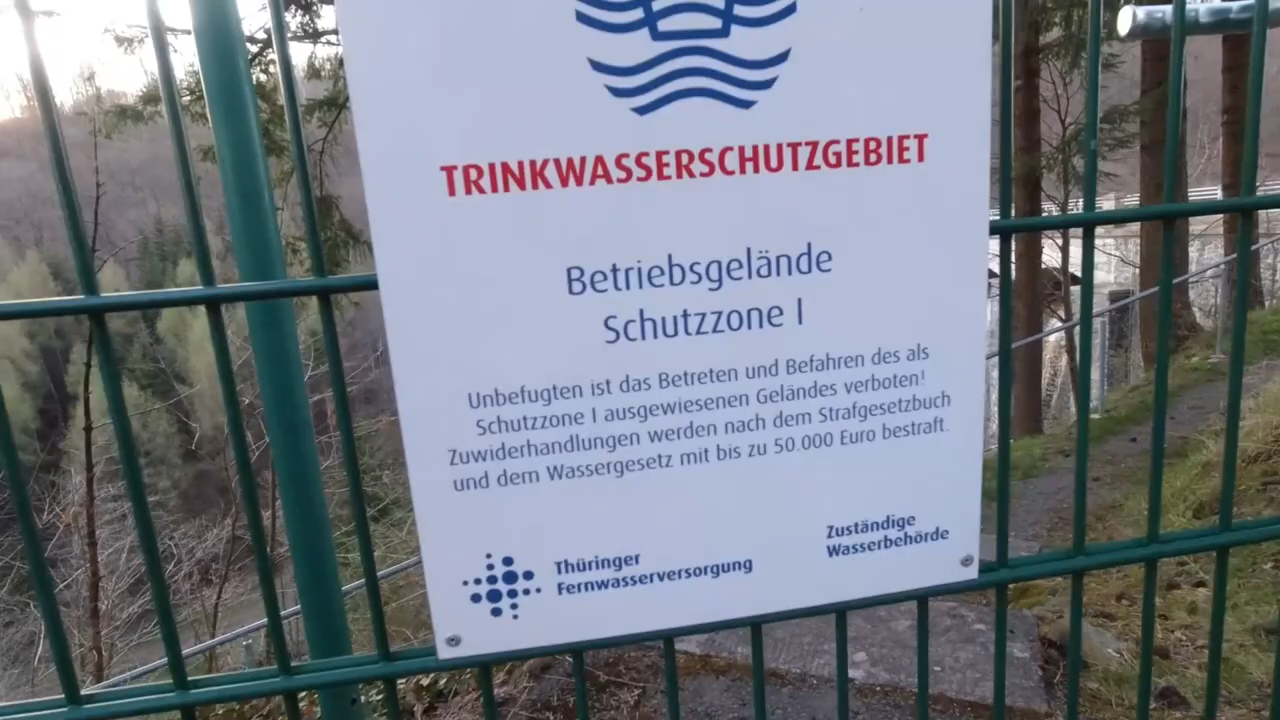 TRINKWASSERSCHUTZGEBIET
Betriebsgelände
Schutzzone I
Unbefugten ist das Betreten und Befahren des als
Schutzzone I ausgewiesenen Geländes verboten!
Zuwiderhandlungen werden nach dem Strafgesetzbuch
und dem Wassergesetz mit bis zu 50.000 Euro bestraft.
Thüringer
Fernwasserversorgung
Zuständige
Wasserbehörde